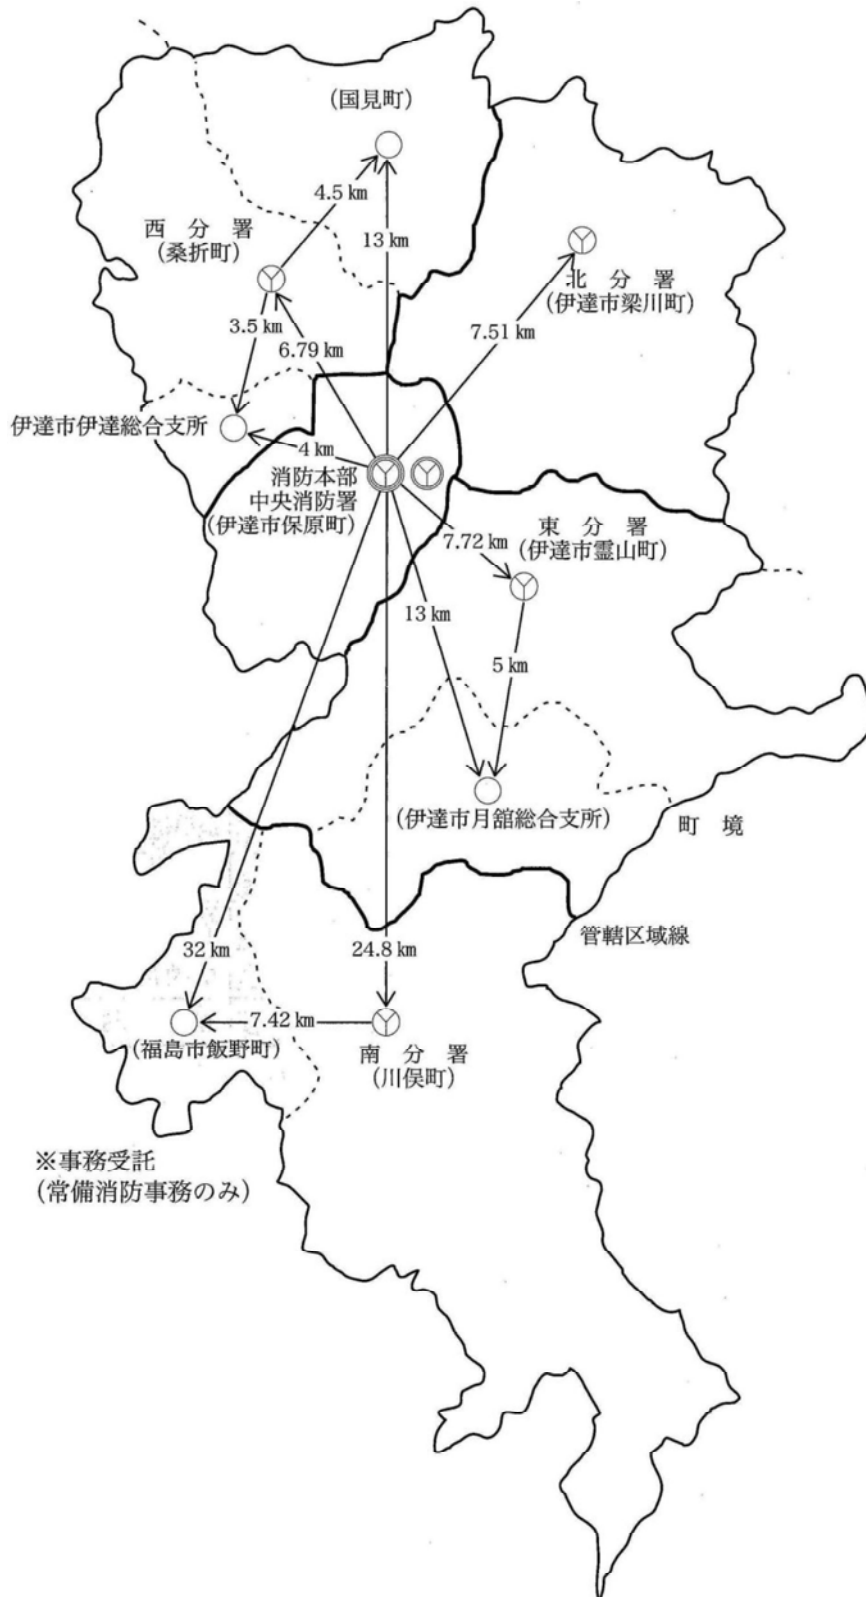 (国見町)
4.5 km
13 km
西 分 署
(桑折町)
北 分 署
(伊達市梁川町)
3.5 km
6.79 km
7.51 km
伊達市伊達総合支所
4 km
消防本部
中央消防署
(伊達市保原町)
7.72 km
東 分 署
(伊達市霊山町)
13 km
5 km
(伊達市月舘総合支所)
町 境
管轄区域線
32 km
24.8 km
7.42 km
(福島市飯野町)
南 分 署
(川俣町)
※事務受託
(常備消防事務のみ)